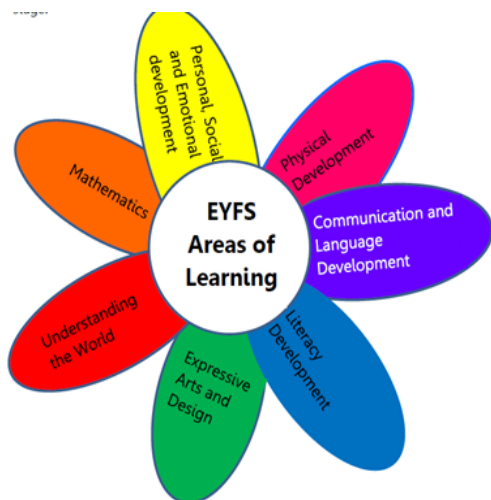 EYFS
Areas of
Learning
Personal, Social
and Emotional
development
Physical
Development
Communication and
Language
Development
Literacy
Development
Expressive
Arts and
Design
Understanding
the World
Mathematics